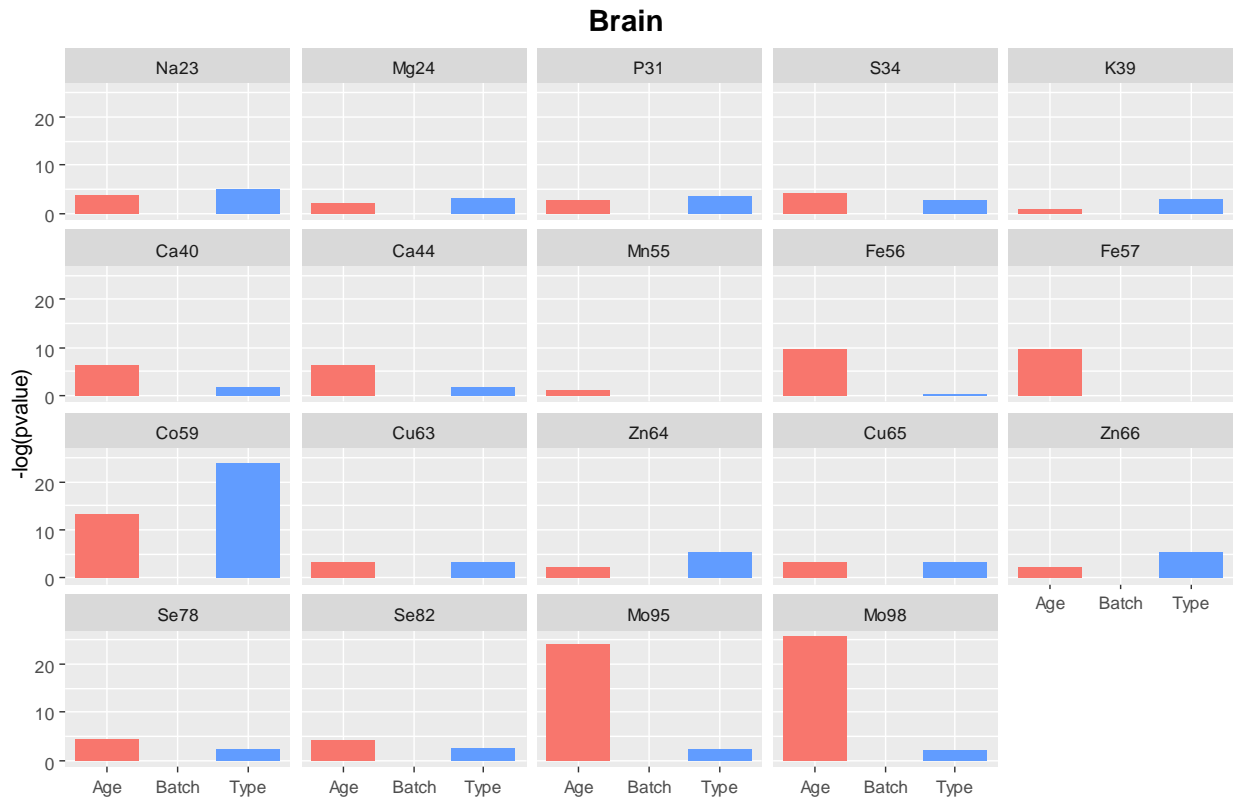 Brain
Na23 Mg24 P31 S34 K39
20
10
0
Ca40 Ca44 Mn55 Fe56 Fe57
20
10
0
-log(pvalue)
Co59 Cu63 Zn64 Cu65 Zn66
20
10
0
Age Batch Type
Se78 Se82 Mo95 Mo98
20
10
0
Age Batch Type Age Batch Type Age Batch Type Age Batch Type